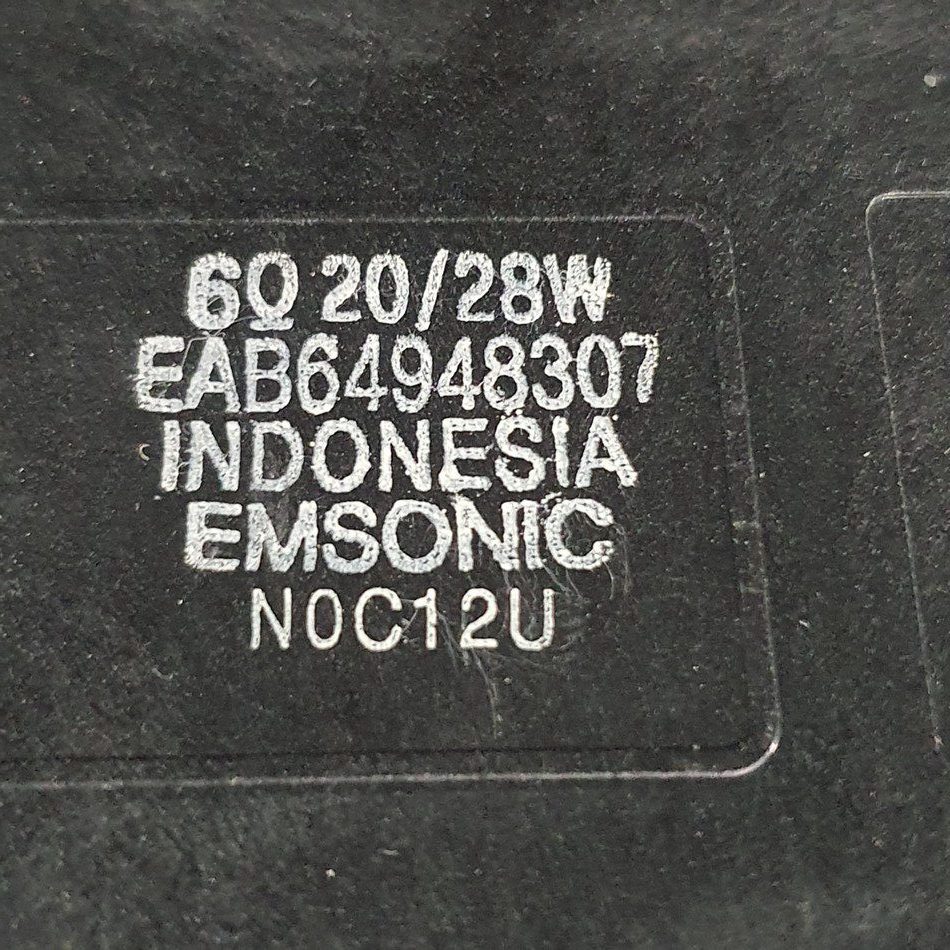 6Ω 20/28W
EAB64948307
INDONESIA
EMSONIC
N0C12U